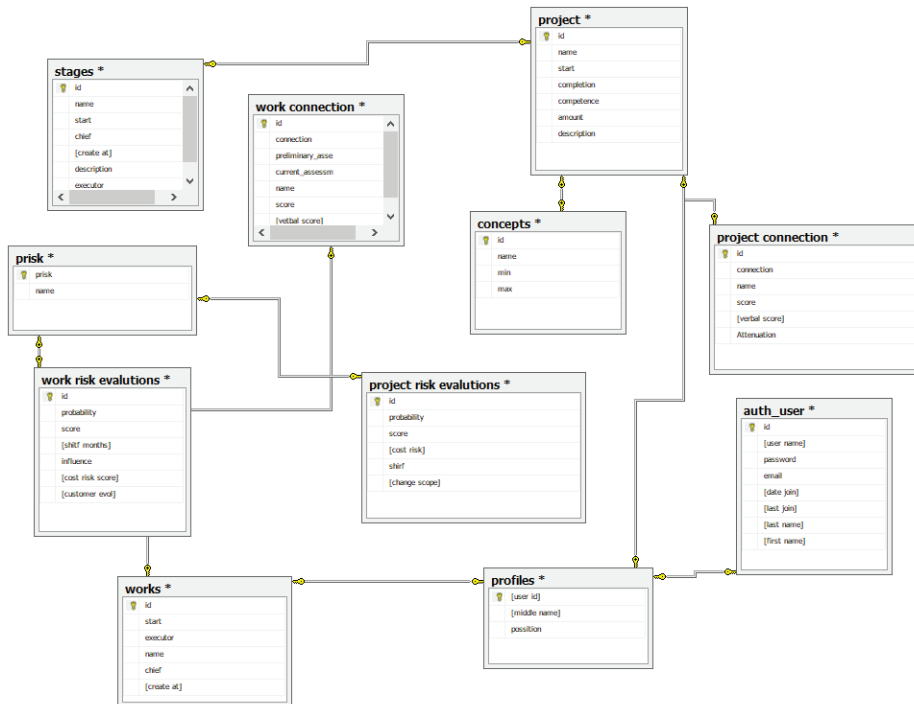 project *
id
name
start
completion
competence
amount
description
stages *
id
name
start
chief
[create at]
description
executor
work connection *
id
connection
preliminary_asse
current_assessm
name
score
[vetbal score]
concepts *
id
name
min
max
project connection *
id
connection
name
score
[verbal score]
Attenuation
prisk *
prisk
name
work risk evalutions *
id
probability
score
[shitf months]
influence
[cost risk score]
[customer evol]
project risk evalutions *
id
probability
score
[cost risk]
shirf
[change scope]
auth_user *
id
[user name]
password
email
[date join]
[last join]
[last name]
[first name]
works *
id
start
executor
name
chief
[create at]
profiles *
[user id]
[middle name]
possition